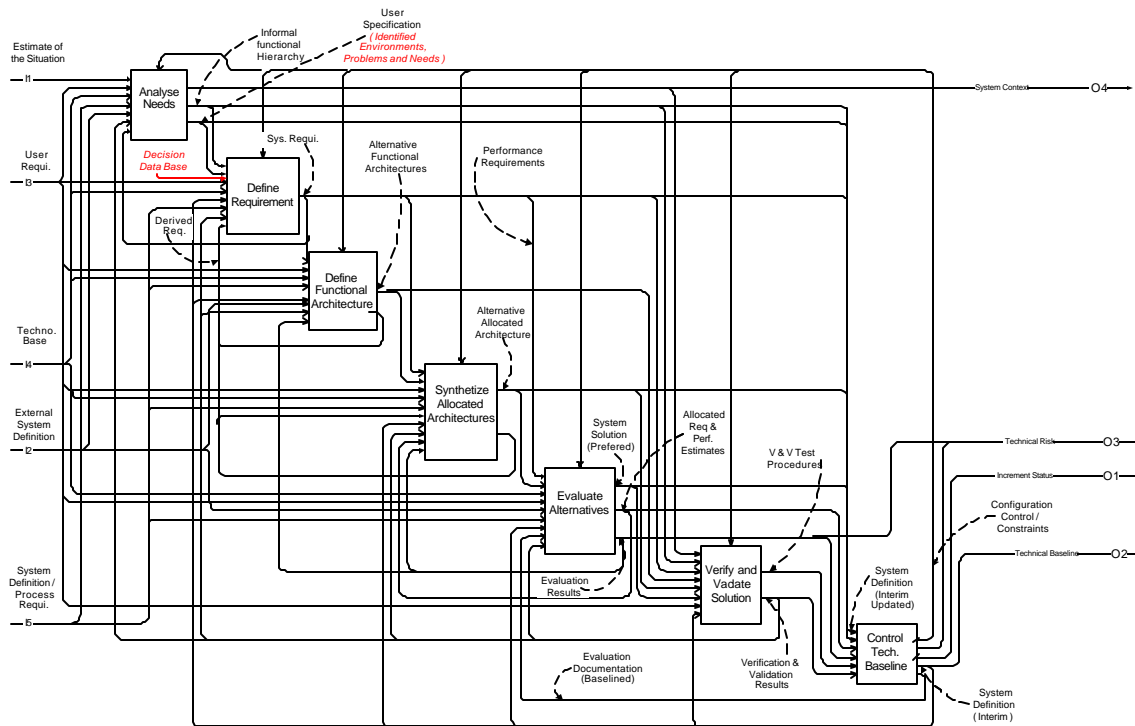 Estimate of
the Situation
I1
Informal
functional
Hierarchy
User
Specification
( Identified
Environments,
Problems and Needs )
Analyse
Needs
System Context
O4
User
Requi.
I3
Decision
Data Base
Sys. Requi.
Alternative
Functional
Architectures
Performance
Requirements
Define
Requirement
Derived
Req.
Define
Functional
Architecture
Techno.
Base
I4
Alternative
Allocated
Architecture
Synthetize
Allocated
Architectures
External
System
Definition
I2
System
Solution
(Prefered)
Allocated
Req &
Perf.
Estimates
V & V Test
Procedures
Technical Risk
O3
Increment Status
O1
Evaluate
Alternatives
Configuration
Control /
Constraints
Technical Baseline
O2
System
Definition /
Process
Requi.
I5
Evaluation
Results
Verify and
Vadate
Solution
System
Definition
(Interim
Updated)
Control
Tech.
Baseline
Evaluation
Documentation
(Baselined)
Verification &
Validation
Results
System
Definition
( Interim )